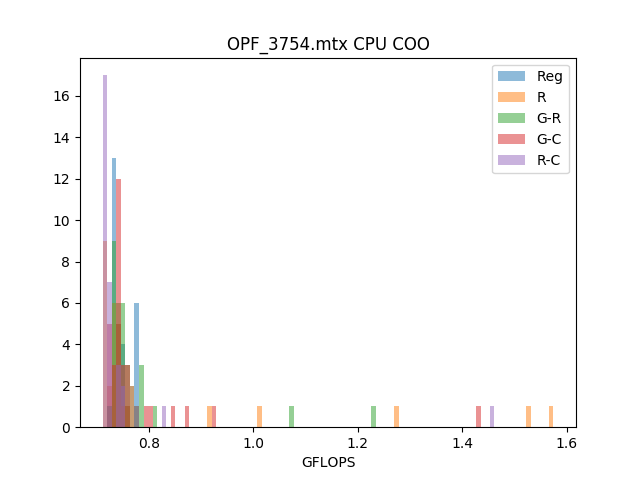 OPF_3754.mtx CPU COO
Reg
R
G-R
G-C
R-C
16
14
12
10
8
6
4
2
0
0.8 1.0 1.2 1.4 1.6
GFLOPS